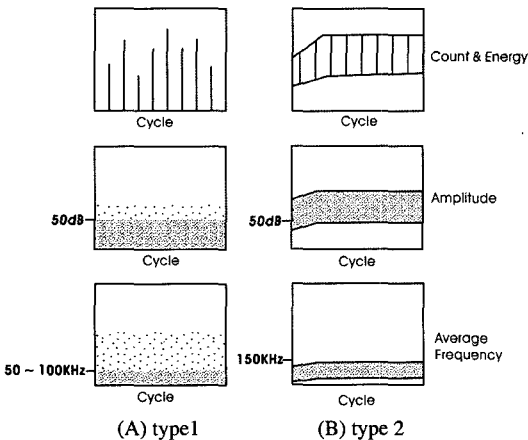 Count & Energy
Cycle
Cycle
50dB
50dB
Amplitude
Cycle
Cycle
50 ~ 100KHz
150KHz
Average
Frequency
Cycle
Cycle
(A) type1
(B) type 2